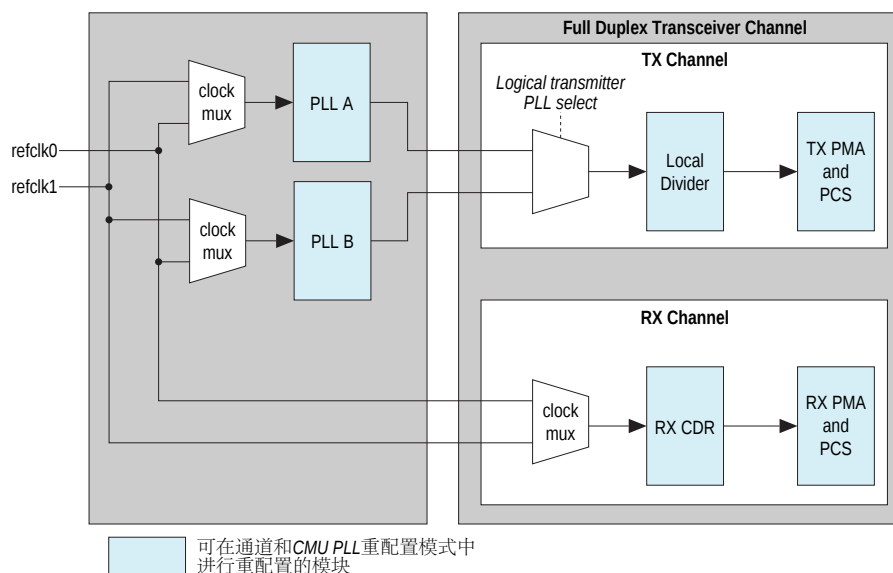 Full Duplex Transceiver Channel
TX Channel
clock
mux
PLL A
Logical transmitter
PLL select
Local
Divider
TX PMA
and
PCS
refclk0
refclk1
clock
mux
PLL B
RX Channel
clock
mux
RX CDR
RX PMA
and
PCS
可在通道和CMU PLL重配置模式中
进行重配置的模块